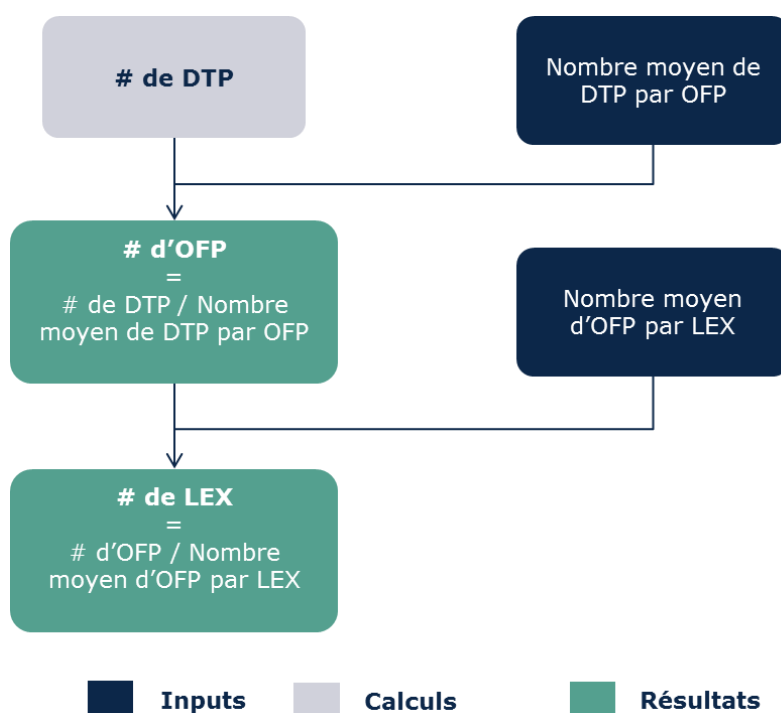 # de DTP
Nombre moyen de
DTP par OFP
# d’OFP
=
# de DTP / Nombre
moyen de DTP par OFP
Nombre moyen
d’OFP par LEX
# de LEX
=
# d’OFP / Nombre
moyen d’OFP par LEX
Inputs
Calculs
Résultats